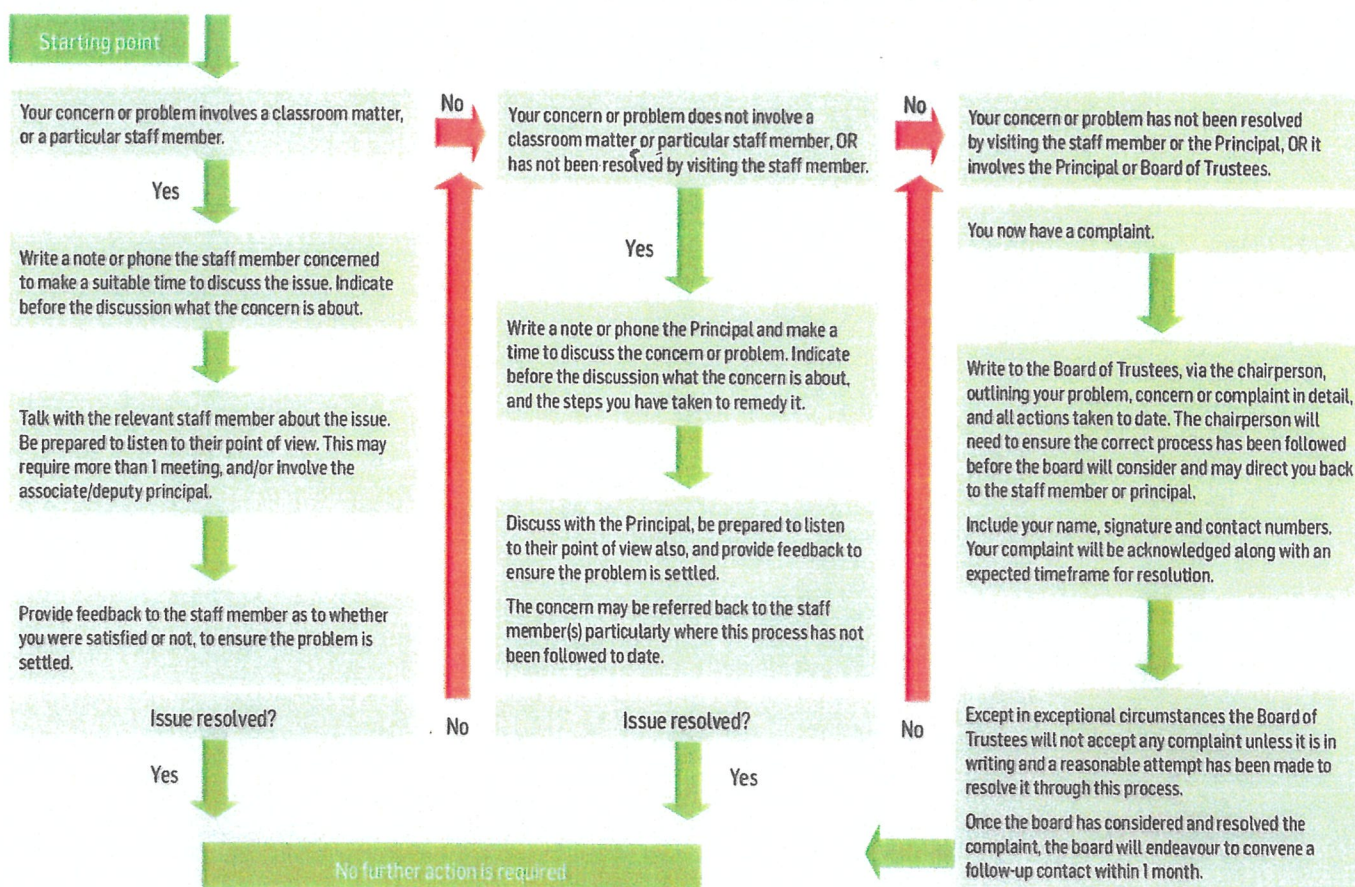 Starting point
Your concern or problem involves a classroom matter,
or a particular staff member.
Yes
Write a note or phone the staff member concerned
to make a suitable time to discuss the issue. Indicate
before the discussion what the concern is about.
Talk with the relevant staff member about the issue.
Be prepared to listen to their point of view. This may
require more than 1 meeting, and/or involve the
associate/deputy principal.
Provide feedback to the staff member as to whether
you were satisfied or not, to ensure the problem is
settled.
Issue resolved?
Yes
No
No
Your concern or problem does not involve a
classroom matter or particular staff member, OR
has not been resolved by visiting the staff member.
Yes
Write a note or phone the Principal and make a
time to discuss the concern or problem. Indicate
before the discussion what the concern is about,
and the steps you have taken to remedy it.
Discuss with the Principal, be prepared to listen
to their point of view also, and provide feedback to
ensure the problem is settled.
The concern may be referred back to the staff
member(s) particularly where this process has not
been followed to date.
Issue resolved?
Yes
No
No
Your concern or problem has not been resolved
by visiting the staff member or the Principal, OR it
involves the Principal or Board of Trustees.
You now have a complaint.
Write to the Board of Trustees, via the chairperson,
outlining your problem, concern or complaint in detail,
and all actions taken to date. The chairperson will
need to ensure the correct process has been followed
before the board will consider and may direct you back
to the staff member or principal.
Include your name, signature and contact numbers.
Your complaint will be acknowledged along with an
expected timeframe for resolution.
Except in exceptional circumstances the Board of
Trustees will not accept any complaint unless it is in
writing and a reasonable attempt has been made to
resolve it through this process.
Once the board has considered and resolved the
complaint, the board will endeavour to convene a
follow-up contact within 1 month.
No further action is required